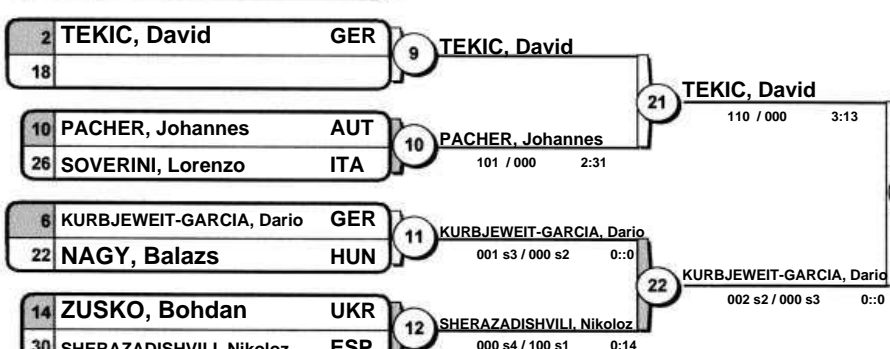 2 TEKIC, David GER
18
9
TEKIC, David
10 PACHER, Johannes AUT
26 SOVERINI, Lorenzo ITA
10
PACHER, Johannes
101 / 000 2:31
21
TEKIC, David
110 / 000 3:13
6 KURBJEWEIT-GARCIA, Dario GER
22 NAGY, Balazs HUN
11
KURBJEWEIT-GARCIA, Dario
001 s3 / 000 s2 0::0
14 ZUSKO, Bohdan UKR
30 SHERAZADISHVILI, Nikoloz ESP
12
SHERAZADISHVILI, Nikoloz
000 s4 / 100 s1 0:14
22
KURBJEWEIT-GARCIA, Dario
002 s2 / 000 s3 0::0